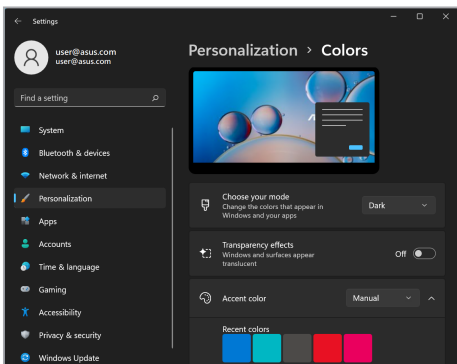 Settings
user@asus.com
user@asus.com
Find a setting
System
Bluetooth & devices
Network & internet
Personalization
Apps
Accounts
Time & language
Gaming
Accessibility
Privacy & security
Windows Update
Personalization > Colors
Choose your mode
Change the colors that appear in
Windows and your apps
Dark
Transparency effects
Windows and surfaces appear
translucent
Off
Accent color
Manual
Recent colors